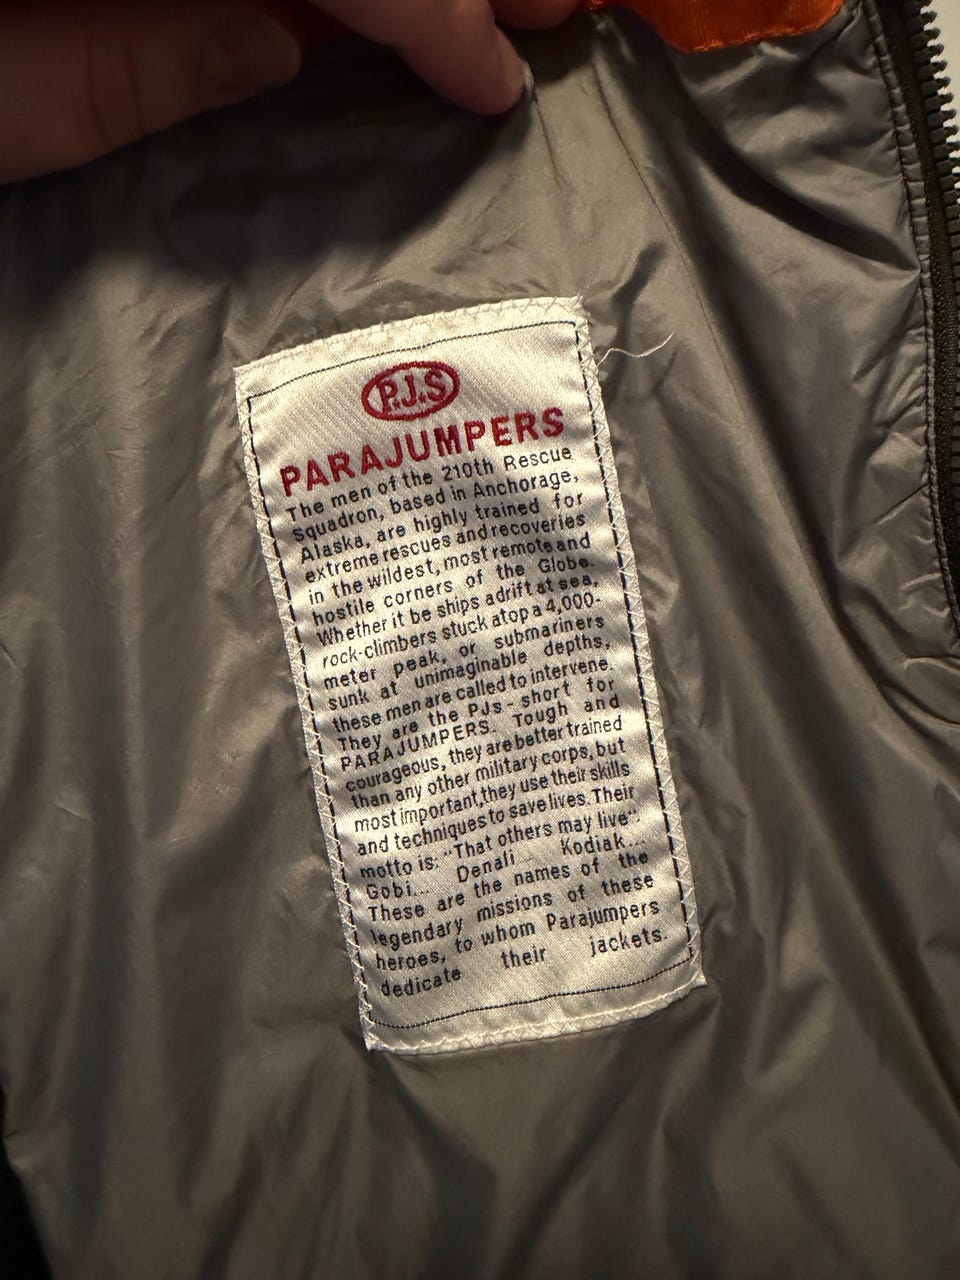 P.J.S
PARAJUMPERS
The men of the 210th Rescue
Squadron, based in Anchorage,
Alaska, are highly trained for
extreme rescues and recoveries
in the wildest, most remote and
hostile corners of the Globe.
Whether it be ships adrift at sea,
rock-climbers stuck atop a 4,000-
meter peak, or submariners
sunk at unimaginable depths,
these men are called to intervene.
They are the PJs - short for
PARAJUMPERS. Tough and
courageous, they are better trained
than any other military corps, but
most important, they use their skills
and techniques to save lives. Their
motto is: "That others may live".
Gobi... Denali... Kodiak...
These are the names of the
legendary missions of these
heroes, to whom Parajumpers
dedicate their jackets.